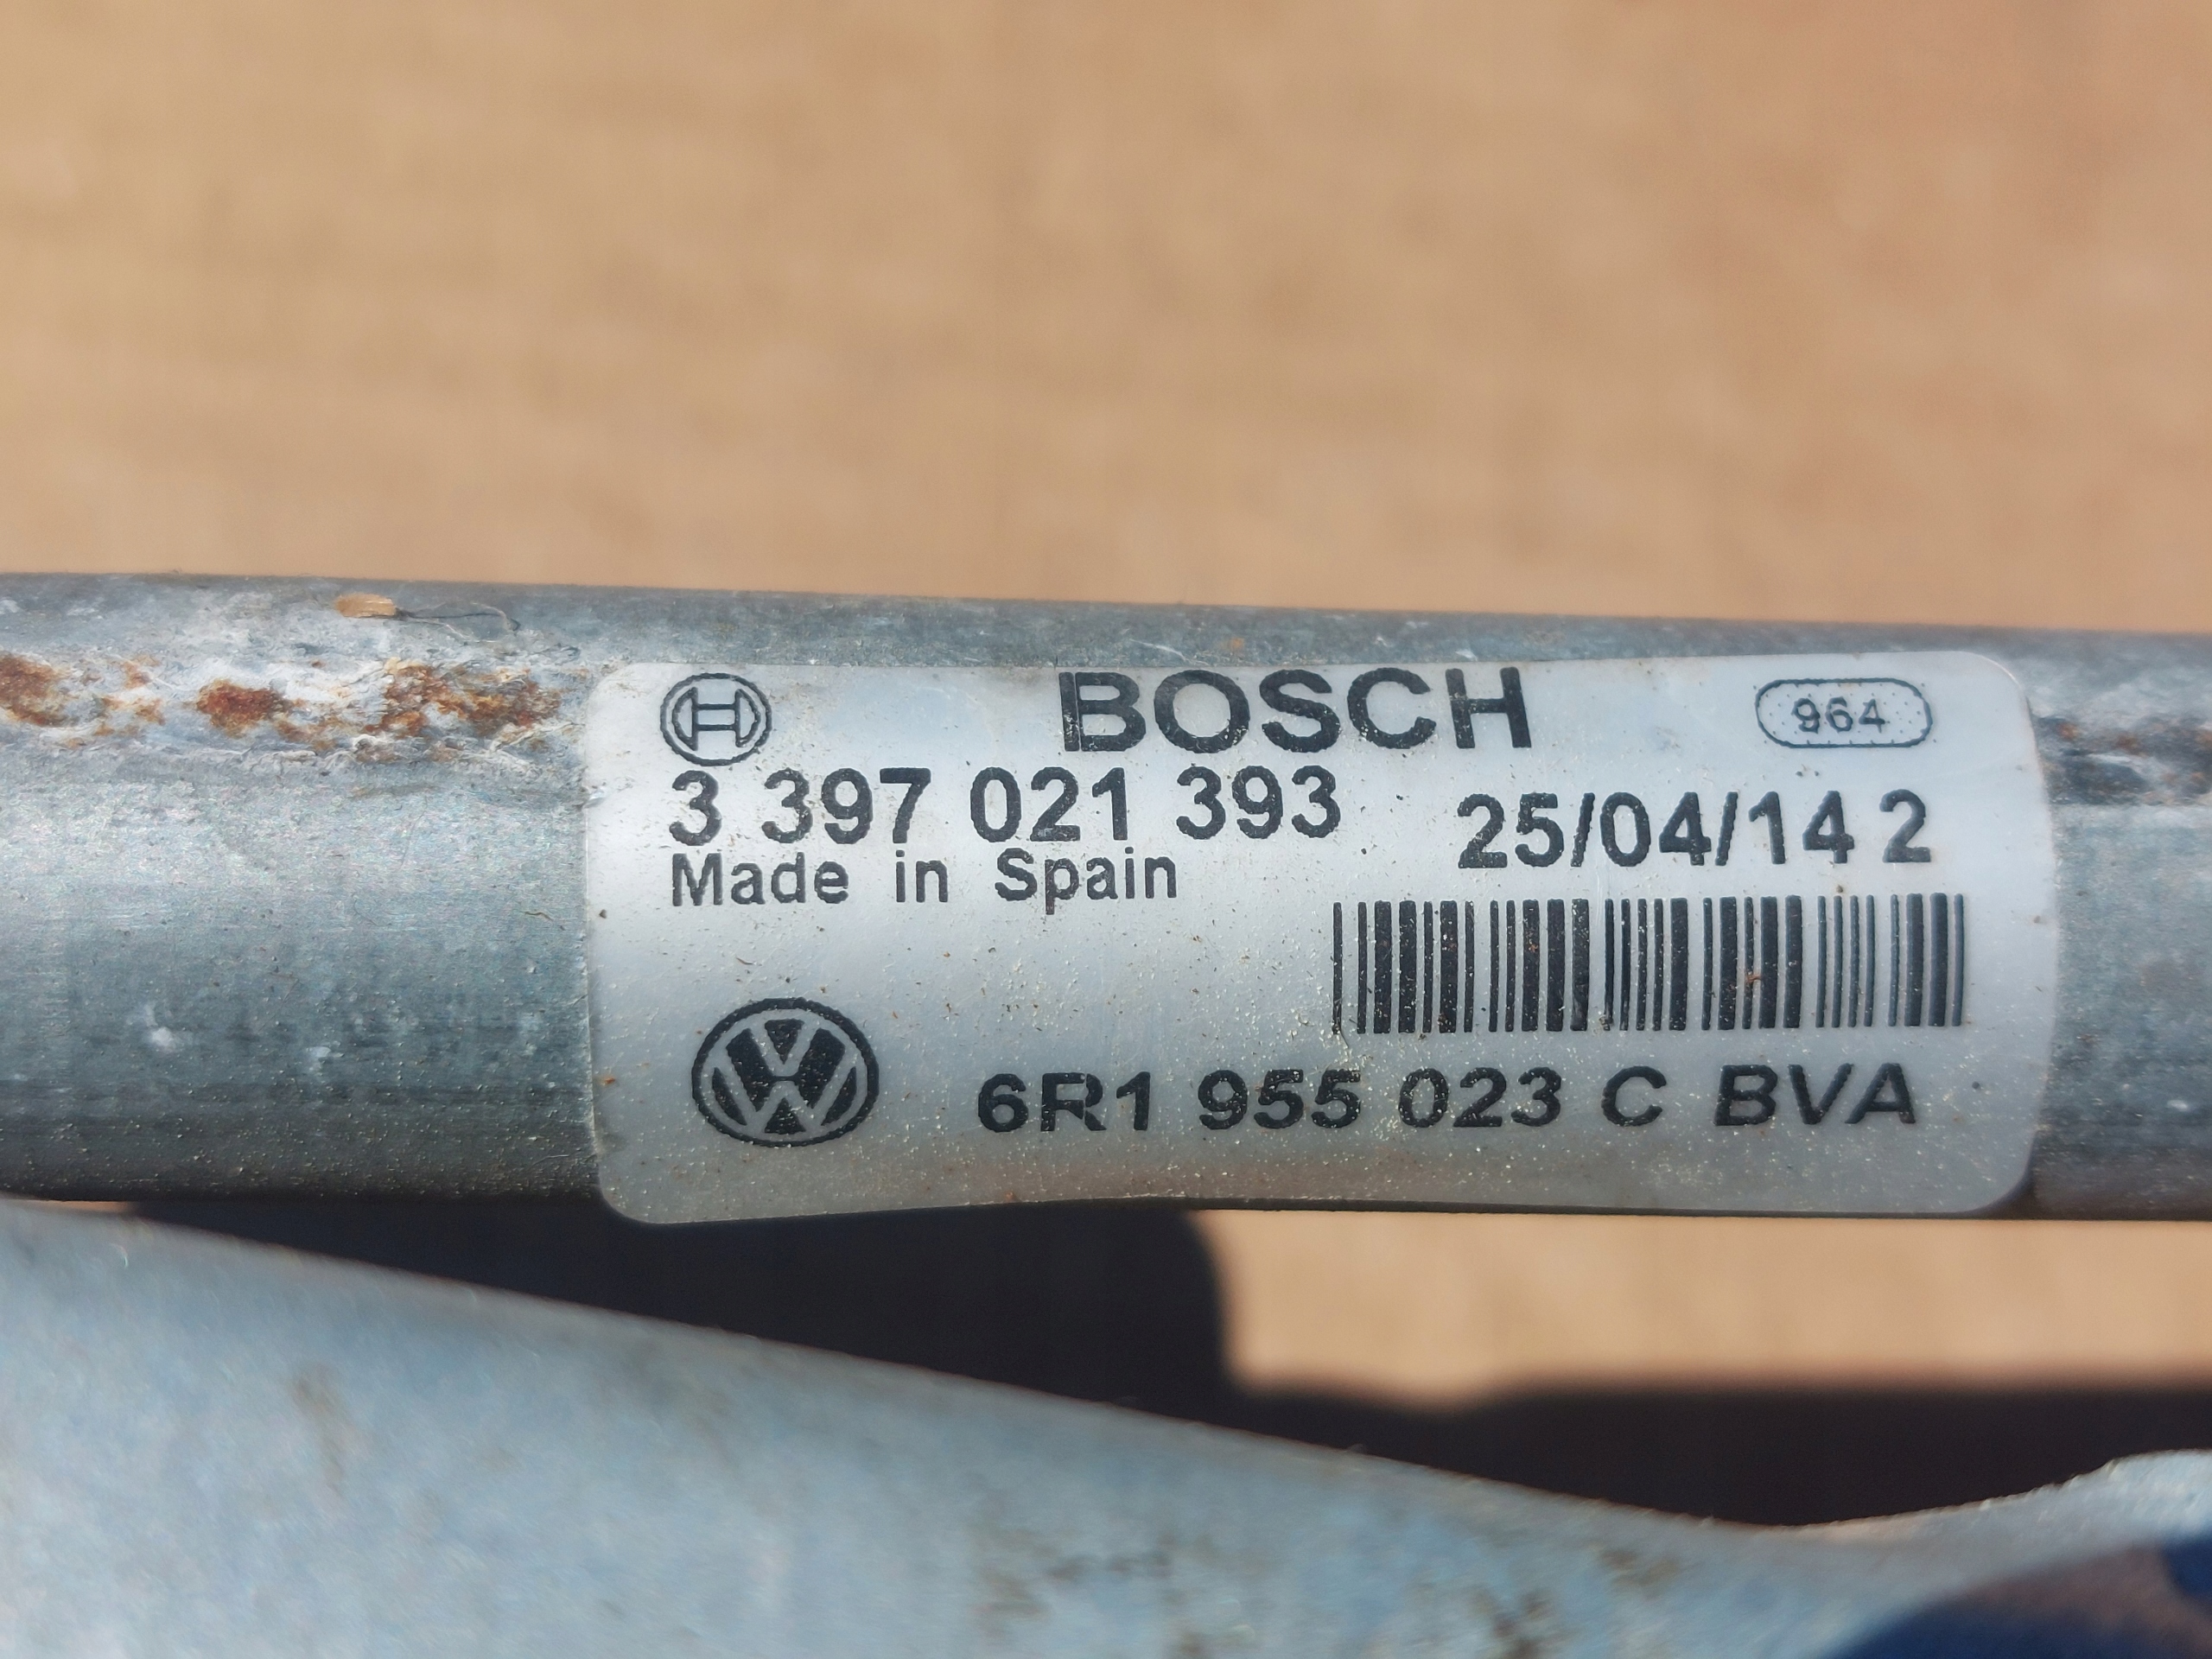 BOSCH 964
3 397 021 393 25/04/14 2
Made in Spain
6R1 955 023 C BVA